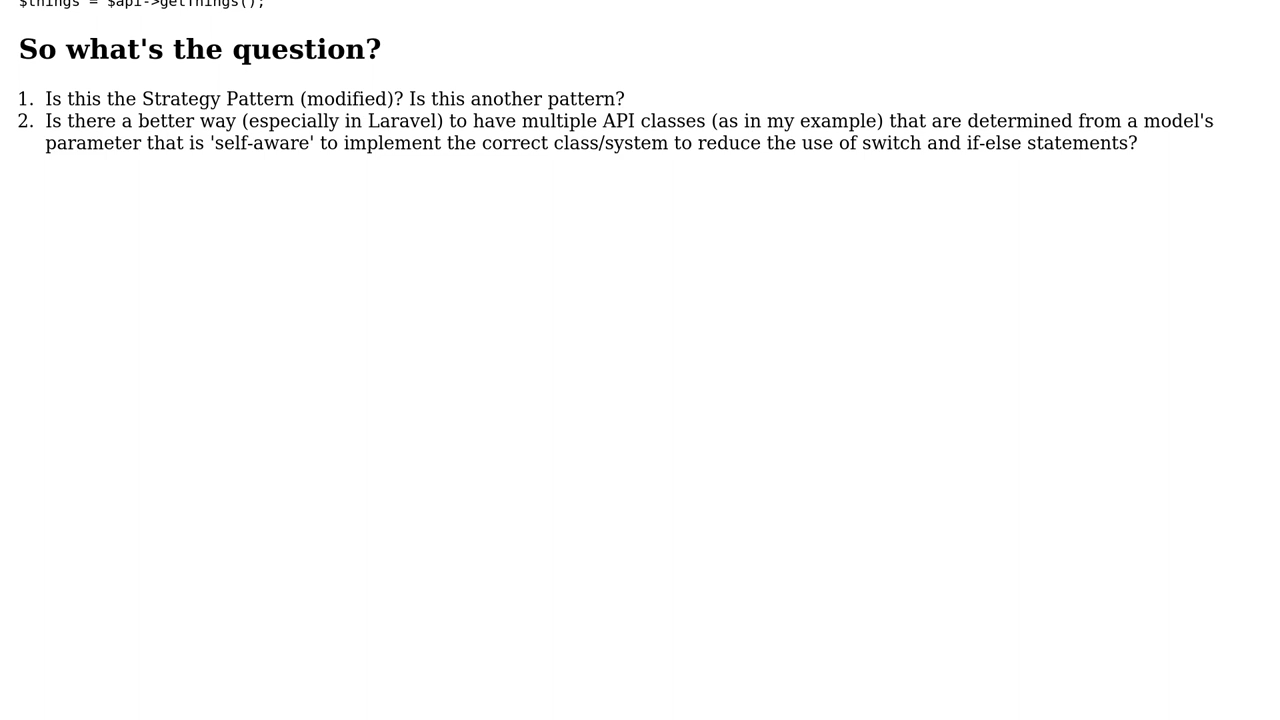 $things = $api->getThings();
So what's the question?
1. Is this the Strategy Pattern (modified)? Is this another pattern?
2. Is there a better way (especially in Laravel) to have multiple API classes (as in my example) that are determined from a model's
parameter that is 'self-aware' to implement the correct class/system to reduce the use of switch and if-else statements?